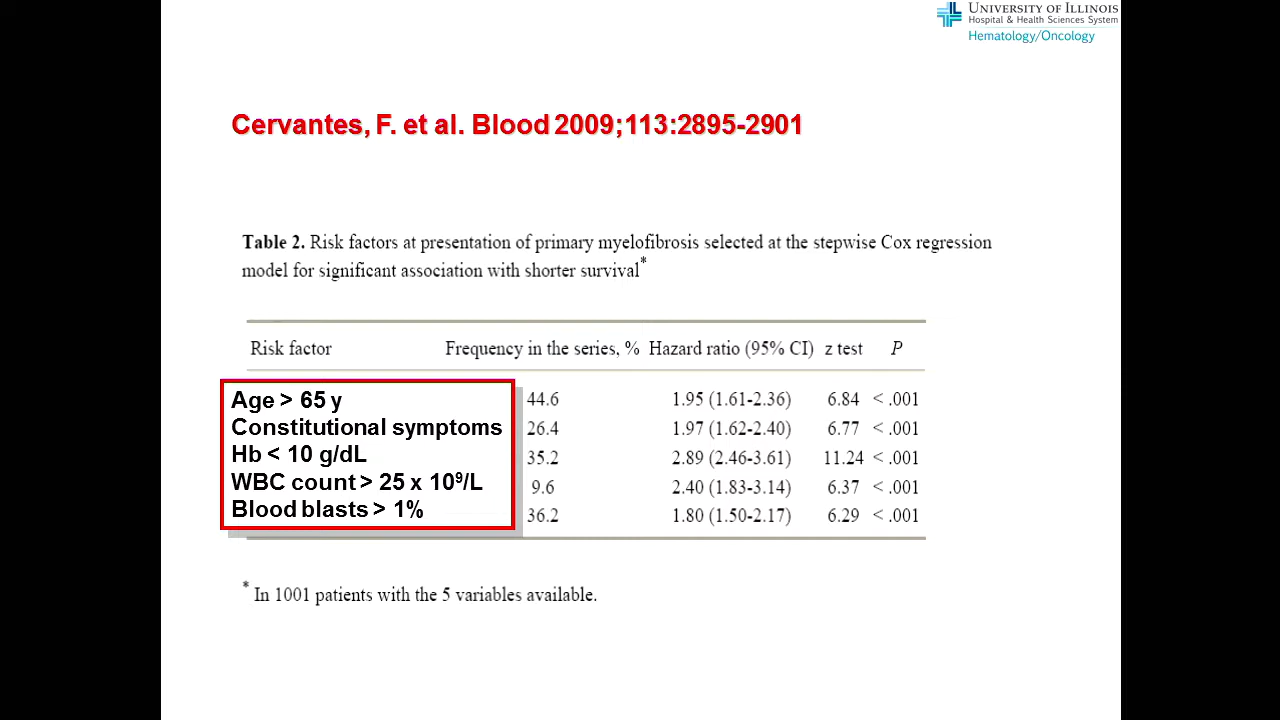 UNIVERSITY OF ILLINOIS
Hospital & Health Sciences System
Hematology/Oncology
Cervantes, F. et al. Blood 2009;113:2895-2901
Table 2. Risk factors at presentation of primary myelofibrosis selected at the stepwise Cox regression
model for significant association with shorter survival*
Risk factor Frequency in the series, % Hazard ratio (95% CI) z test P
Age > 65 y 44.6 1.95 (1.61-2.36) 6.84 < .001
Constitutional symptoms 26.4 1.97 (1.62-2.40) 6.77 < .001
Hb < 10 g/dL 35.2 2.89 (2.46-3.61) 11.24 < .001
WBC count > 25 x 10⁹/L 9.6 2.40 (1.83-3.14) 6.37 < .001
Blood blasts > 1% 36.2 1.80 (1.50-2.17) 6.29 < .001
* In 1001 patients with the 5 variables available.